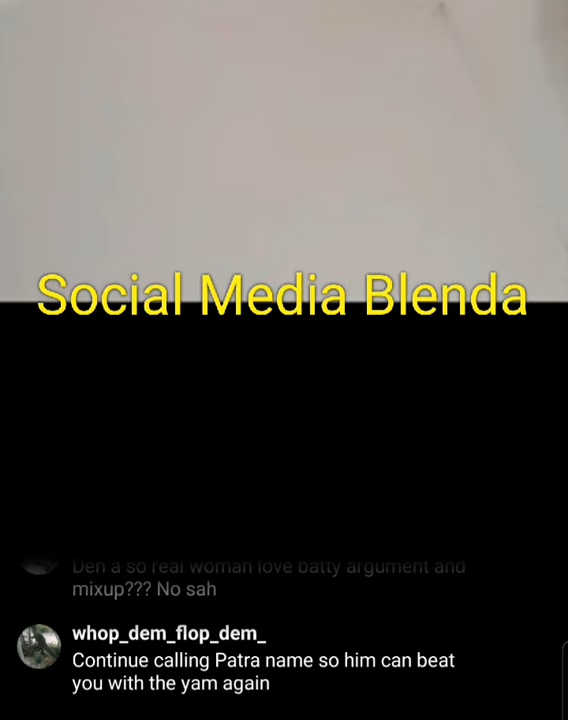 Social Media Blenda
Den a so real woman love batty argument and
mixup??? No sah
whop_dem_flop_dem_
Continue calling Patra name so him can beat
you with the yam again